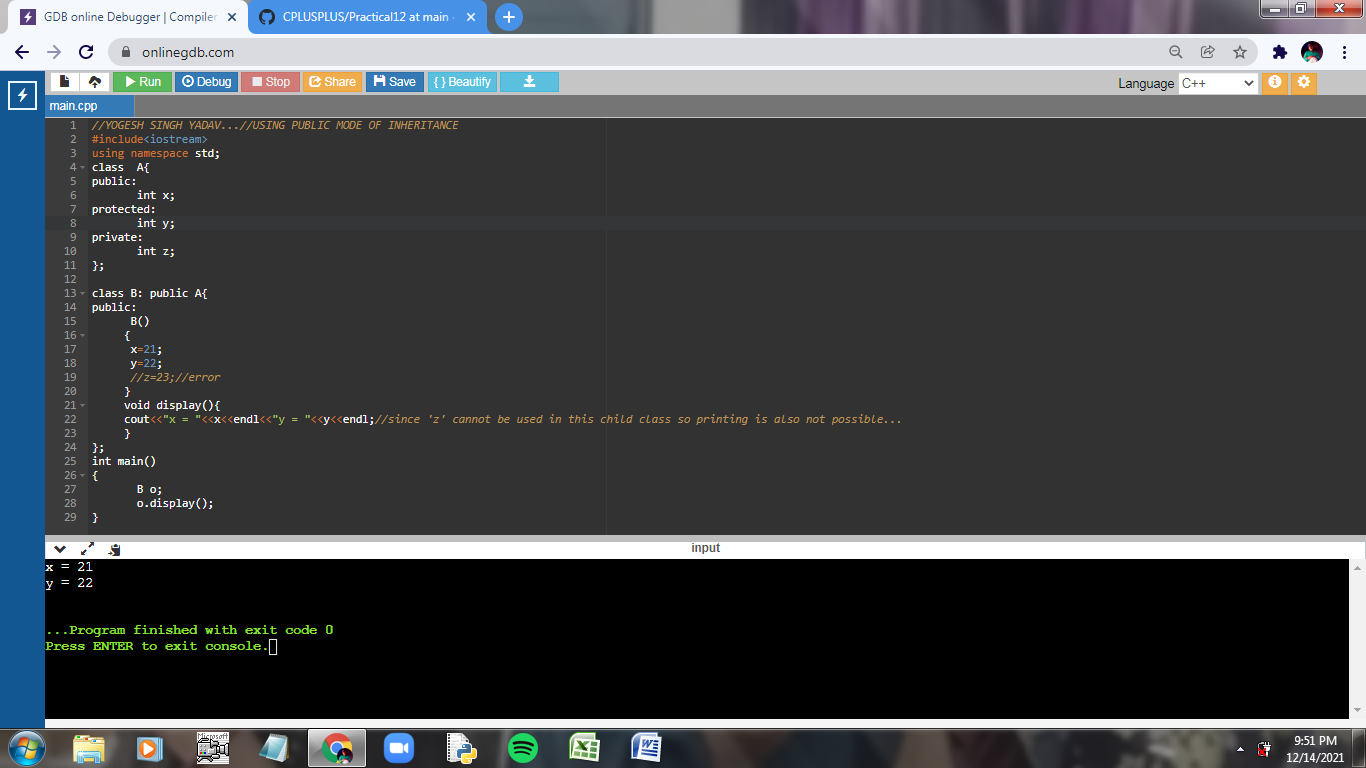 GDB online Debugger | Compiler
CPLUSPLUS/Practical12 at main
onlinegdb.com
Run Debug Stop Share Save { } Beautify
Language C++
main.cpp
1 //YOGESH SINGH YADAV...//USING PUBLIC MODE OF INHERITANCE
2 #include<iostream>
3 using namespace std;
4 class  A{
5 public:
6 int x;
7 protected:
8 int y;
9 private:
10 int z;
11 };
12
13 class B: public A{
14 public:
15 B()
16 {
17 x=21;
18 y=22;
19 //z=23;//error
20 }
21 void display(){
22 cout<<"x = "<<x<<endl<<"y = "<<y<<endl;//since 'z' cannot be used in this child class so printing is also not possible...
23 }
24 };
25 int main()
26 {
27 B o;
28 o.display();
29 }
input
x = 21
y = 22
...Program finished with exit code 0
Press ENTER to exit console.
Microsoft
9:51 PM
12/14/2021